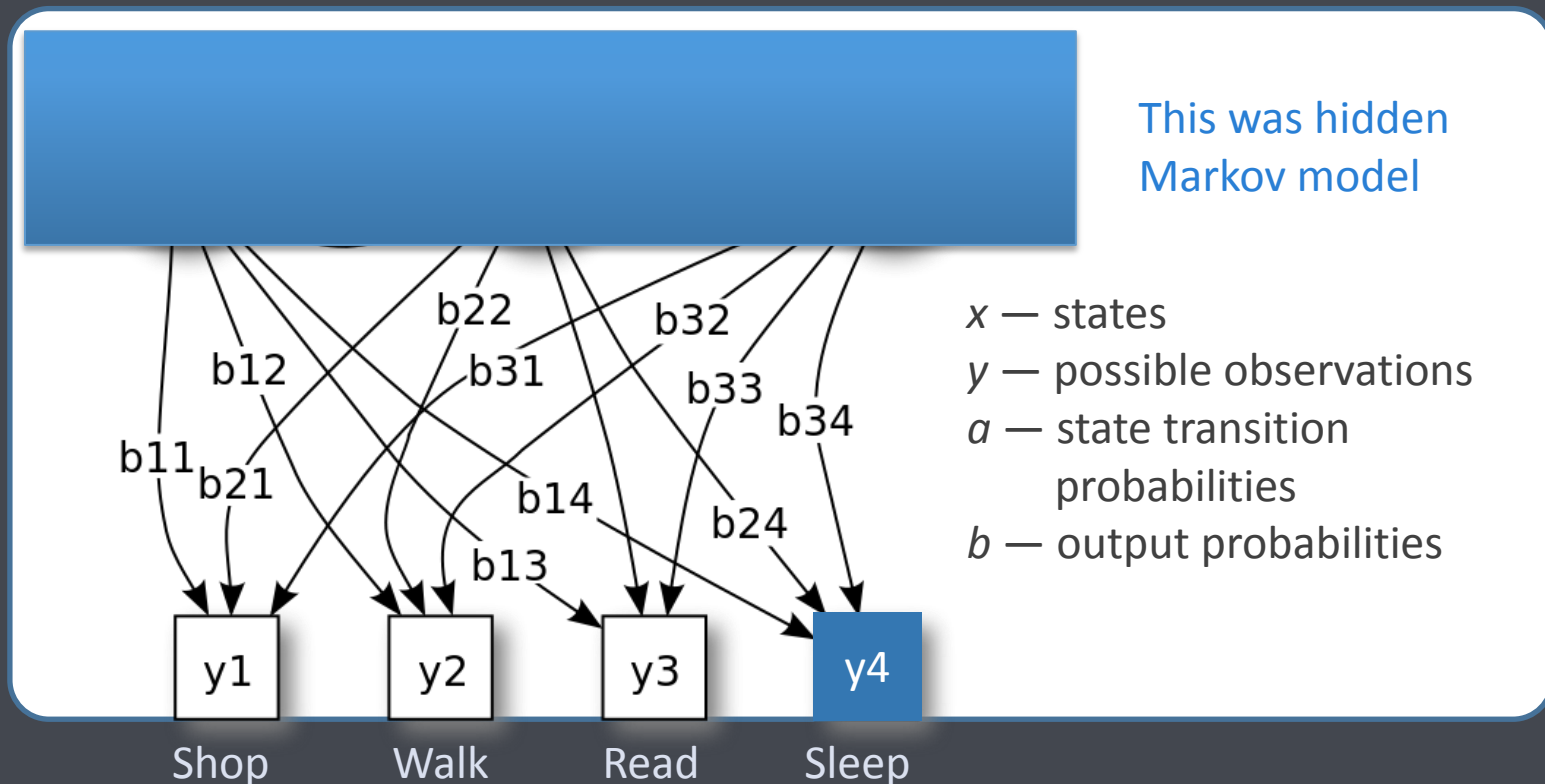 This was hidden
Markov model
x — states
y — possible observations
a — state transition
probabilities
b — output probabilities
b22
b32
b12
b31
b33
b34
b11
b21
b14
b24
b13
y1
y2
y3
y4
Shop
Walk
Read
Sleep